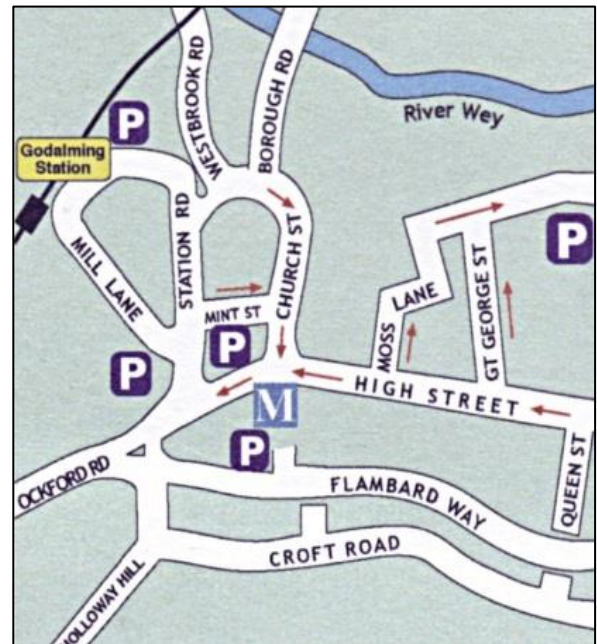 WESTBROOK RD
BOROUGH RD
River Wey
P
Godalming
Station
P
MILL LANE
STATION RD
CHURCH ST
MOSS LANE
GT GEORGE ST
MINT ST
P
P
M
HIGH STREET
P
QUEEN ST
OCKFORD RD
FLAMBARD WAY
CROFT ROAD
HOLLOWAY HILL